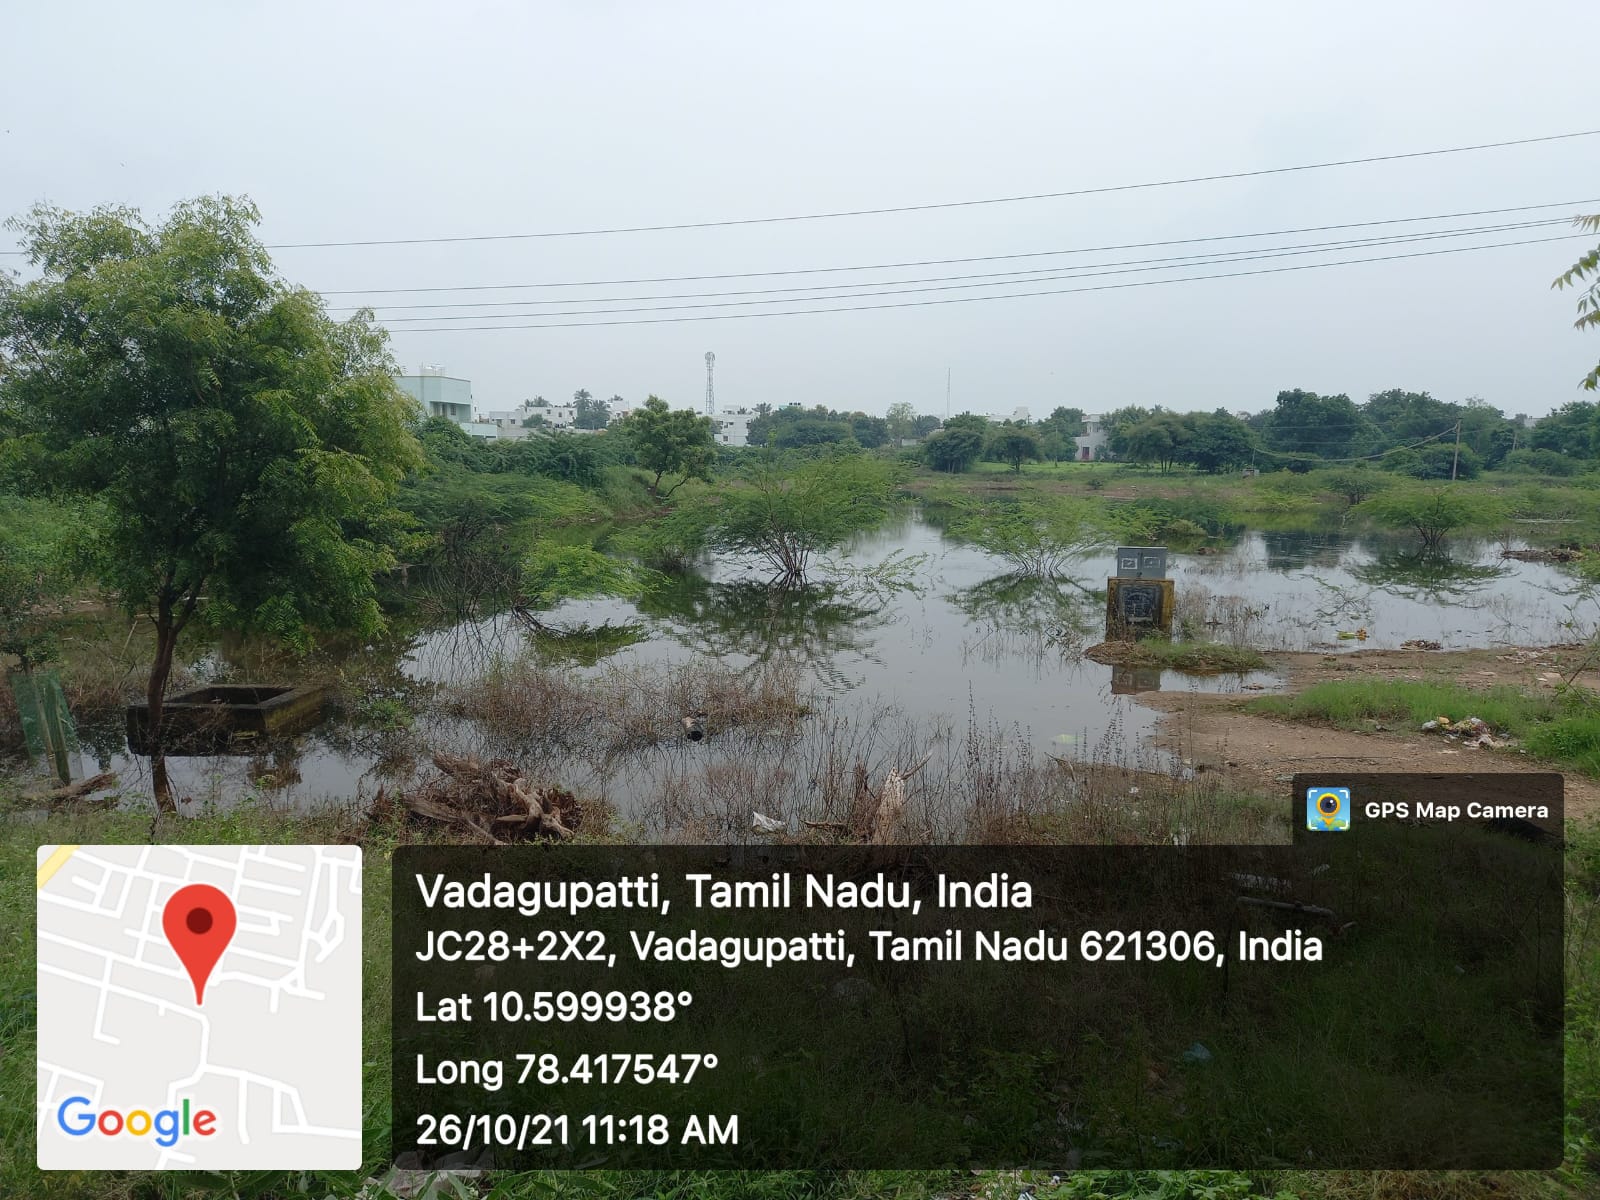 GPS Map Camera
Vadagupatti, Tamil Nadu, India
JC28+2X2, Vadagupatti, Tamil Nadu 621306, India
Lat 10.599938°
Long 78.417547°
26/10/21 11:18 AM
Google